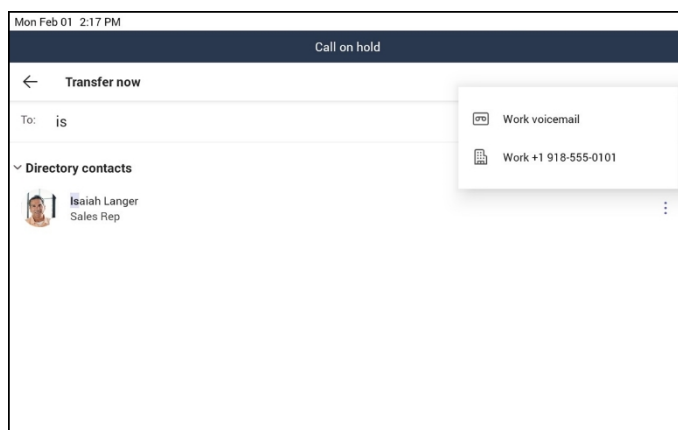 Mon Feb 01 2:17 PM
Call on hold
Transfer now
To: is
Work voicemail
Work +1 918-555-0101
Directory contacts
Isaiah Langer
Sales Rep